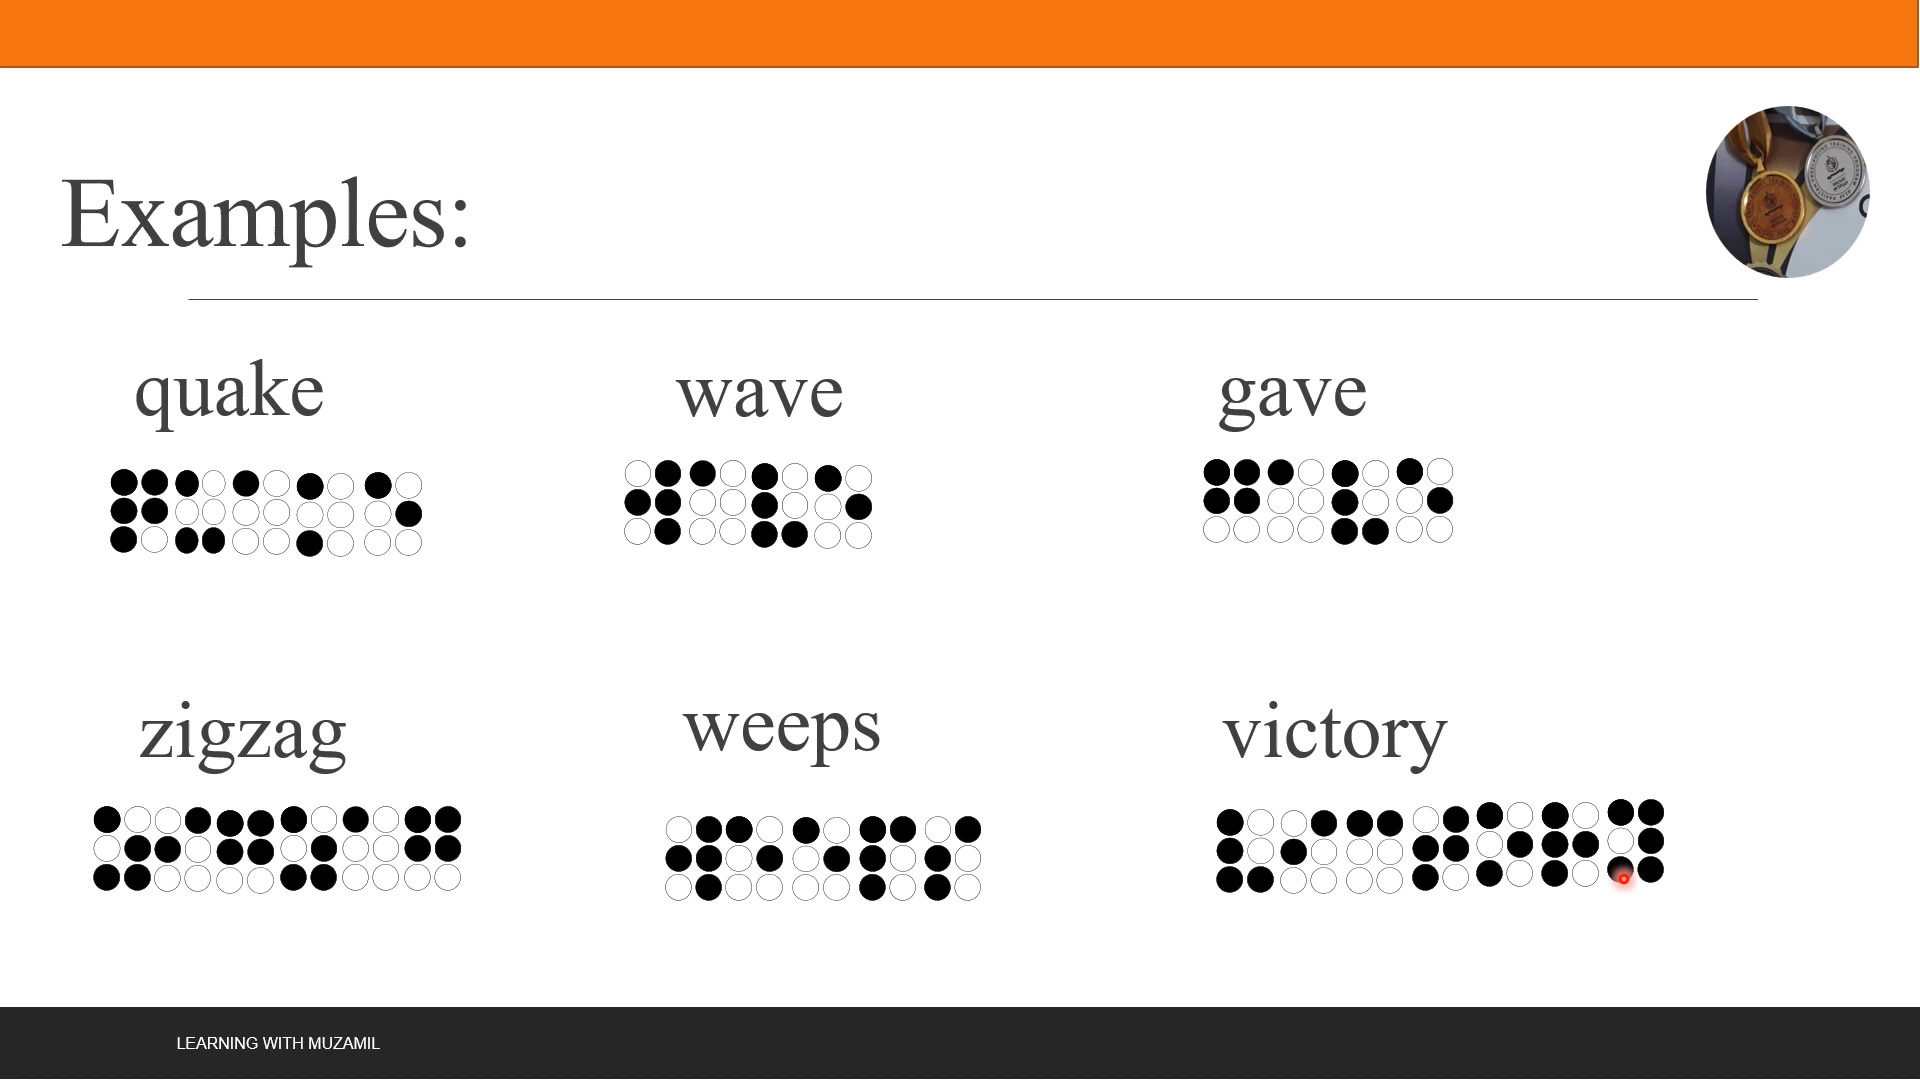 Examples:
quake
wave
gave
⠟⠥⠁⠅⠑
⠺⠁⠧⠑
⠛⠁⠧⠑
zigzag
weeps
victory
⠵⠊⠛⠵⠁⠛
⠺⠑⠑⠏⠎
⠧⠊⠉⠞⠕⠗⠽
LEARNING WITH MUZAMIL